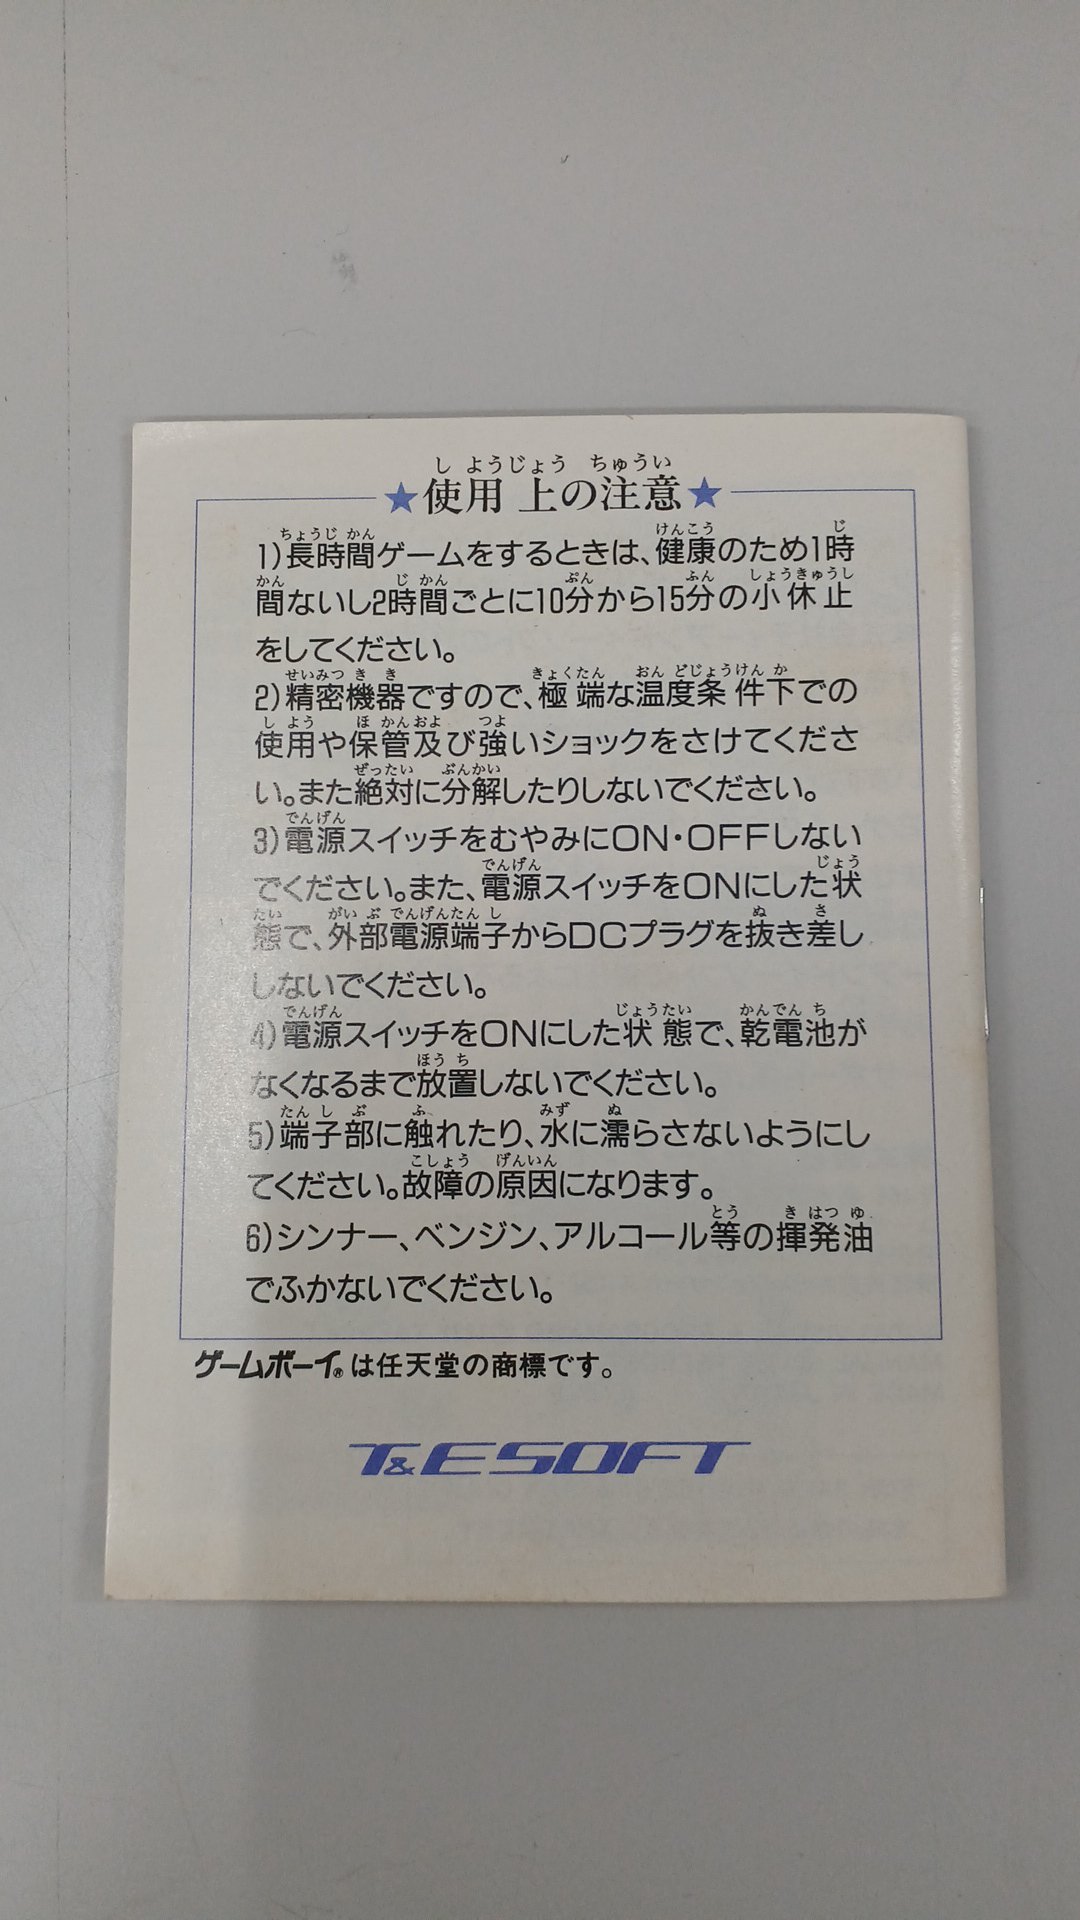 ★使用上の注意★
1)長時間ゲームをするときは、健康のため1時
間ないし2時間ごとに10分から15分の小休止
をしてください。
2)精密機器ですので、極端な温度条件下での
使用や保管及び強いショックをさけてくださ
い。また絶対に分解したりしないでください。
3)電源スイッチをむやみにON・OFFしない
でください。また、電源スイッチをONにした状
態で、外部電源端子からDCプラグを抜き差し
しないでください。
4)電源スイッチをONにした状態で、乾電池が
なくなるまで放置しないでください。
5)端子部に触れたり、水に濡らさないようにし
てください。故障の原因になります。
6)シンナー、ベンジン、アルコール等の揮発油
でふかないでください。
ゲームボーイ®は任天堂の商標です。
T&E SOFT